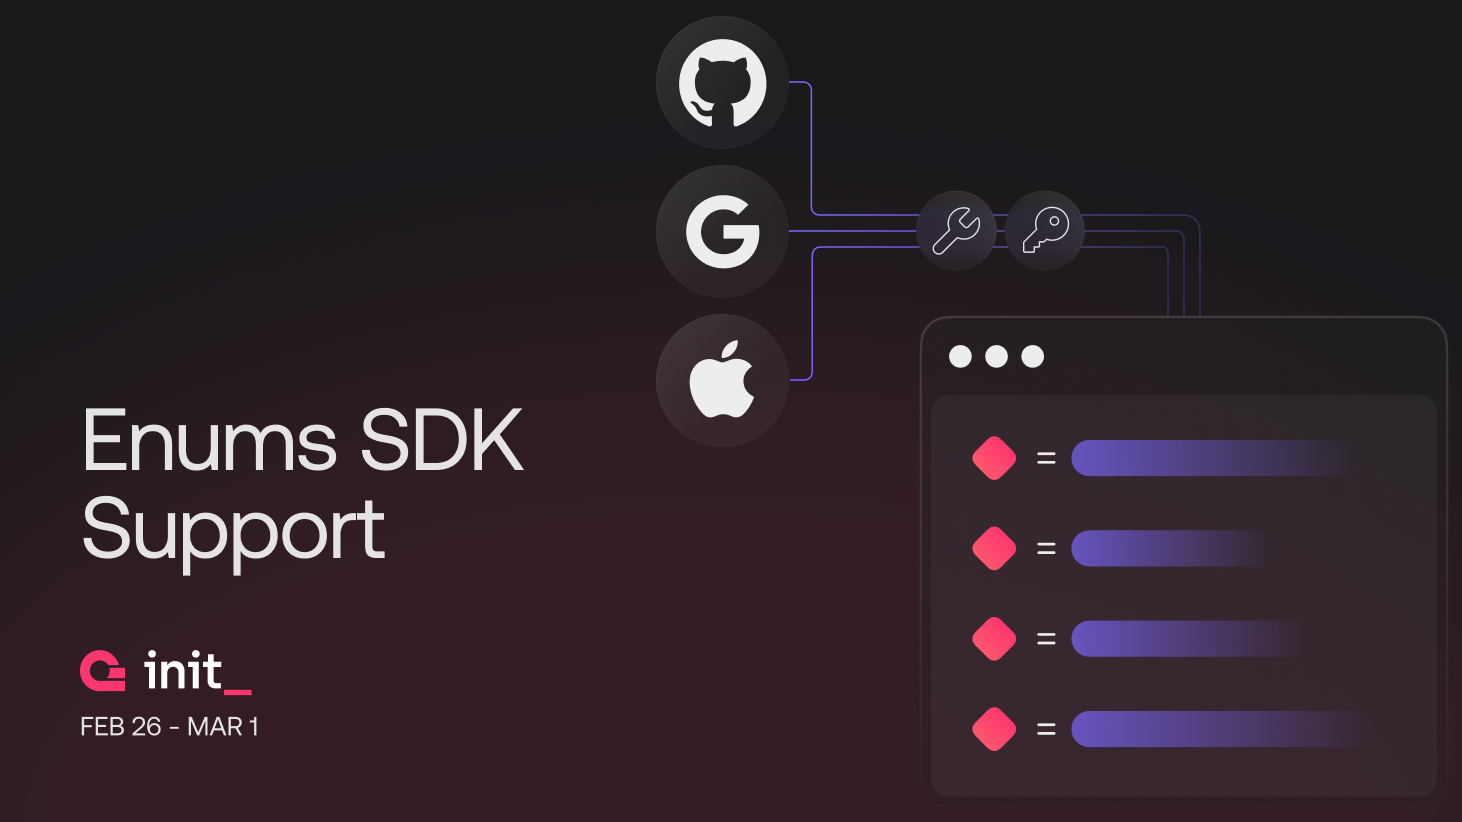 Enums SDK
Support
init_
FEB 26 - MAR 1
=
=
=
=